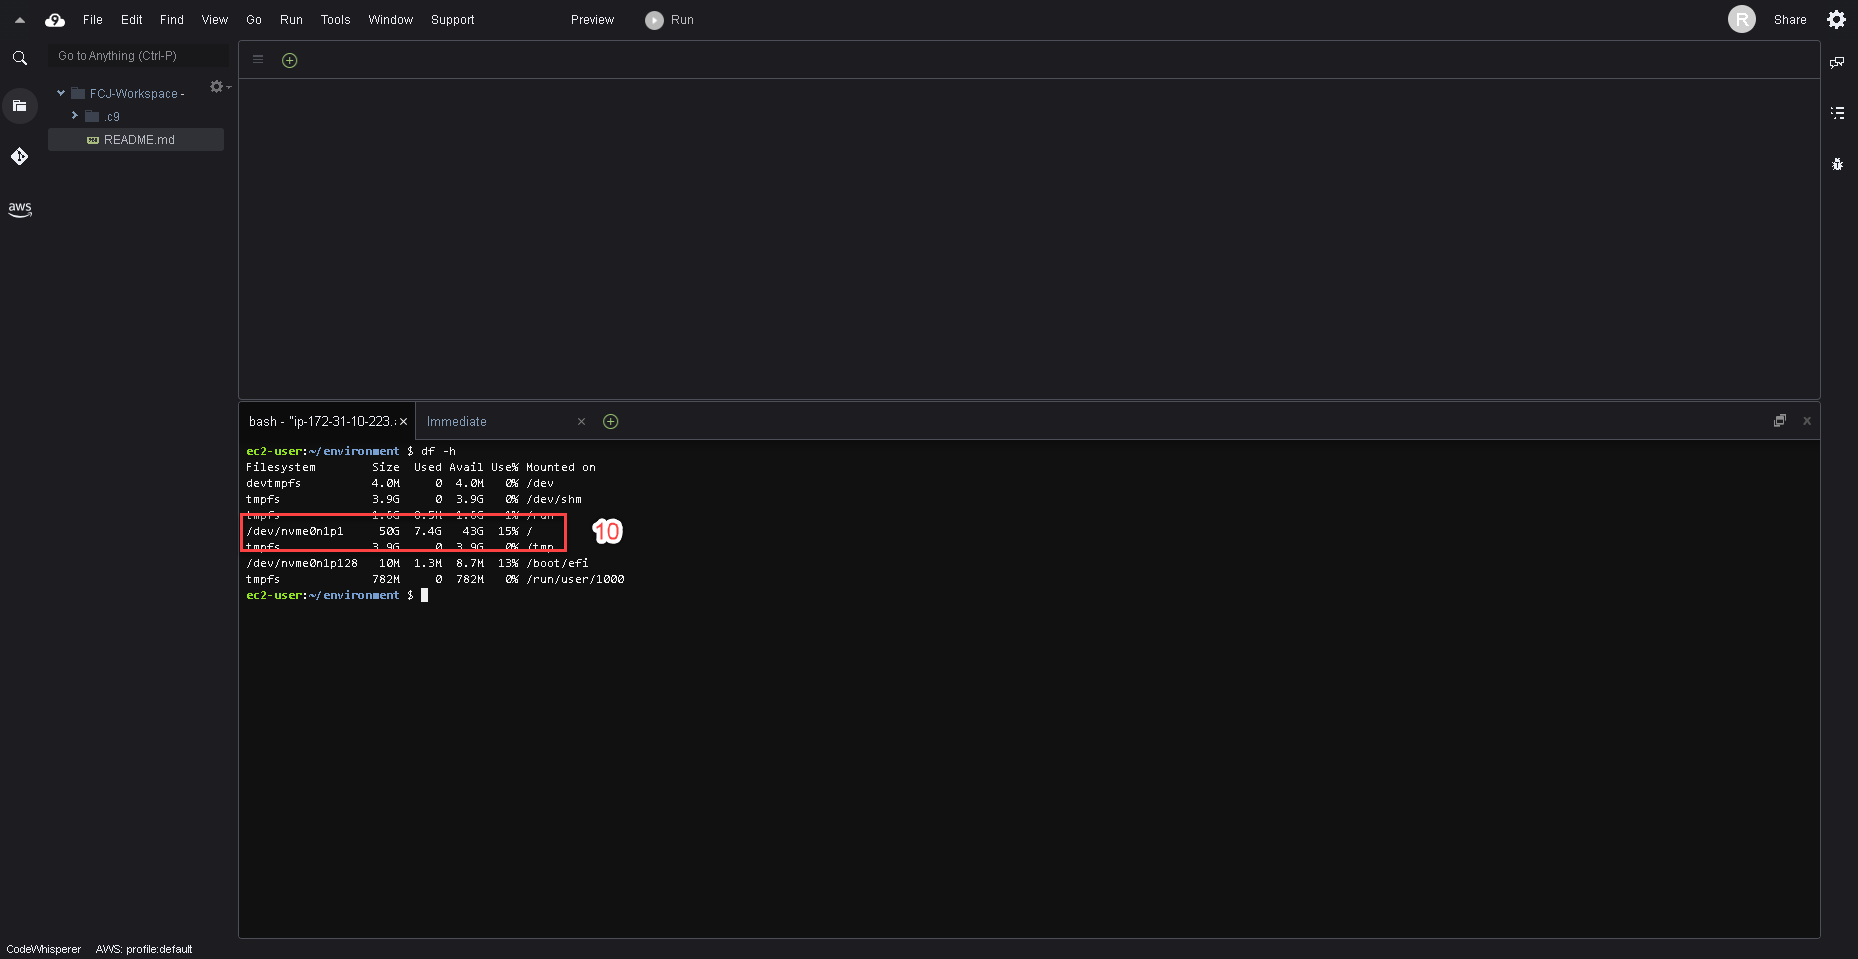 File Edit Find View Go Run Tools Window Support Preview Run R Share
Go to Anything (Ctrl-P)
FCJ-Workspace -
.c9
README.md
aws
bash - "ip-172-31-10-223.
Immediate
ec2-user:~/environment $ df -h
Filesystem Size Used Avail Use% Mounted on
devtmpfs 4.0M 0 4.0M 0% /dev
tmpfs 3.9G 0 3.9G 0% /dev/shm
tmpfs 1.6G 8.5M 1.6G 1% /run
/dev/nvme0n1p1 50G 7.4G 43G 15% /
10
tmpfs 3.9G 0 3.9G 0% /tmp
/dev/nvme0n1p128 10M 1.3M 8.7M 13% /boot/efi
tmpfs 782M 0 782M 0% /run/user/1000
ec2-user:~/environment $
CodeWhisperer AWS: profile:default